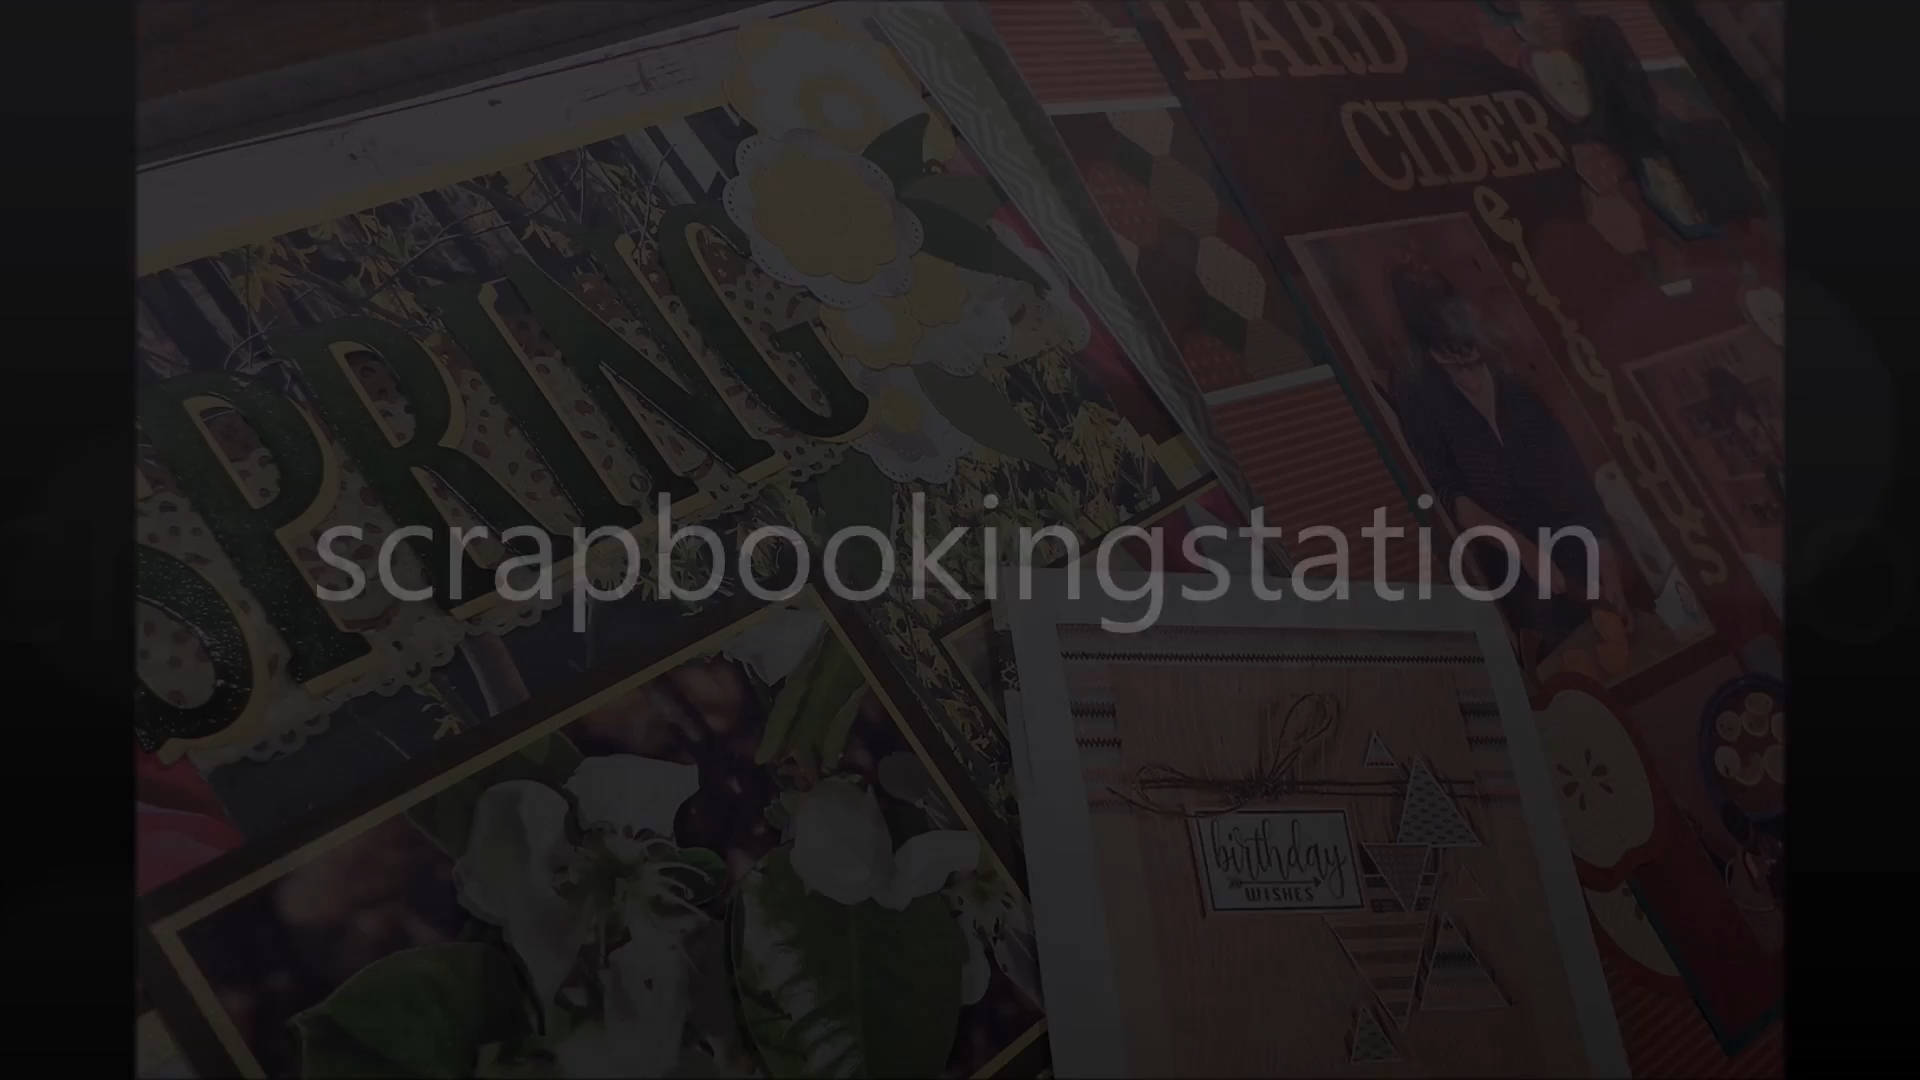 HARD
CIDER
e.
SPRING
scrapbookingstation
birthday
WISHES